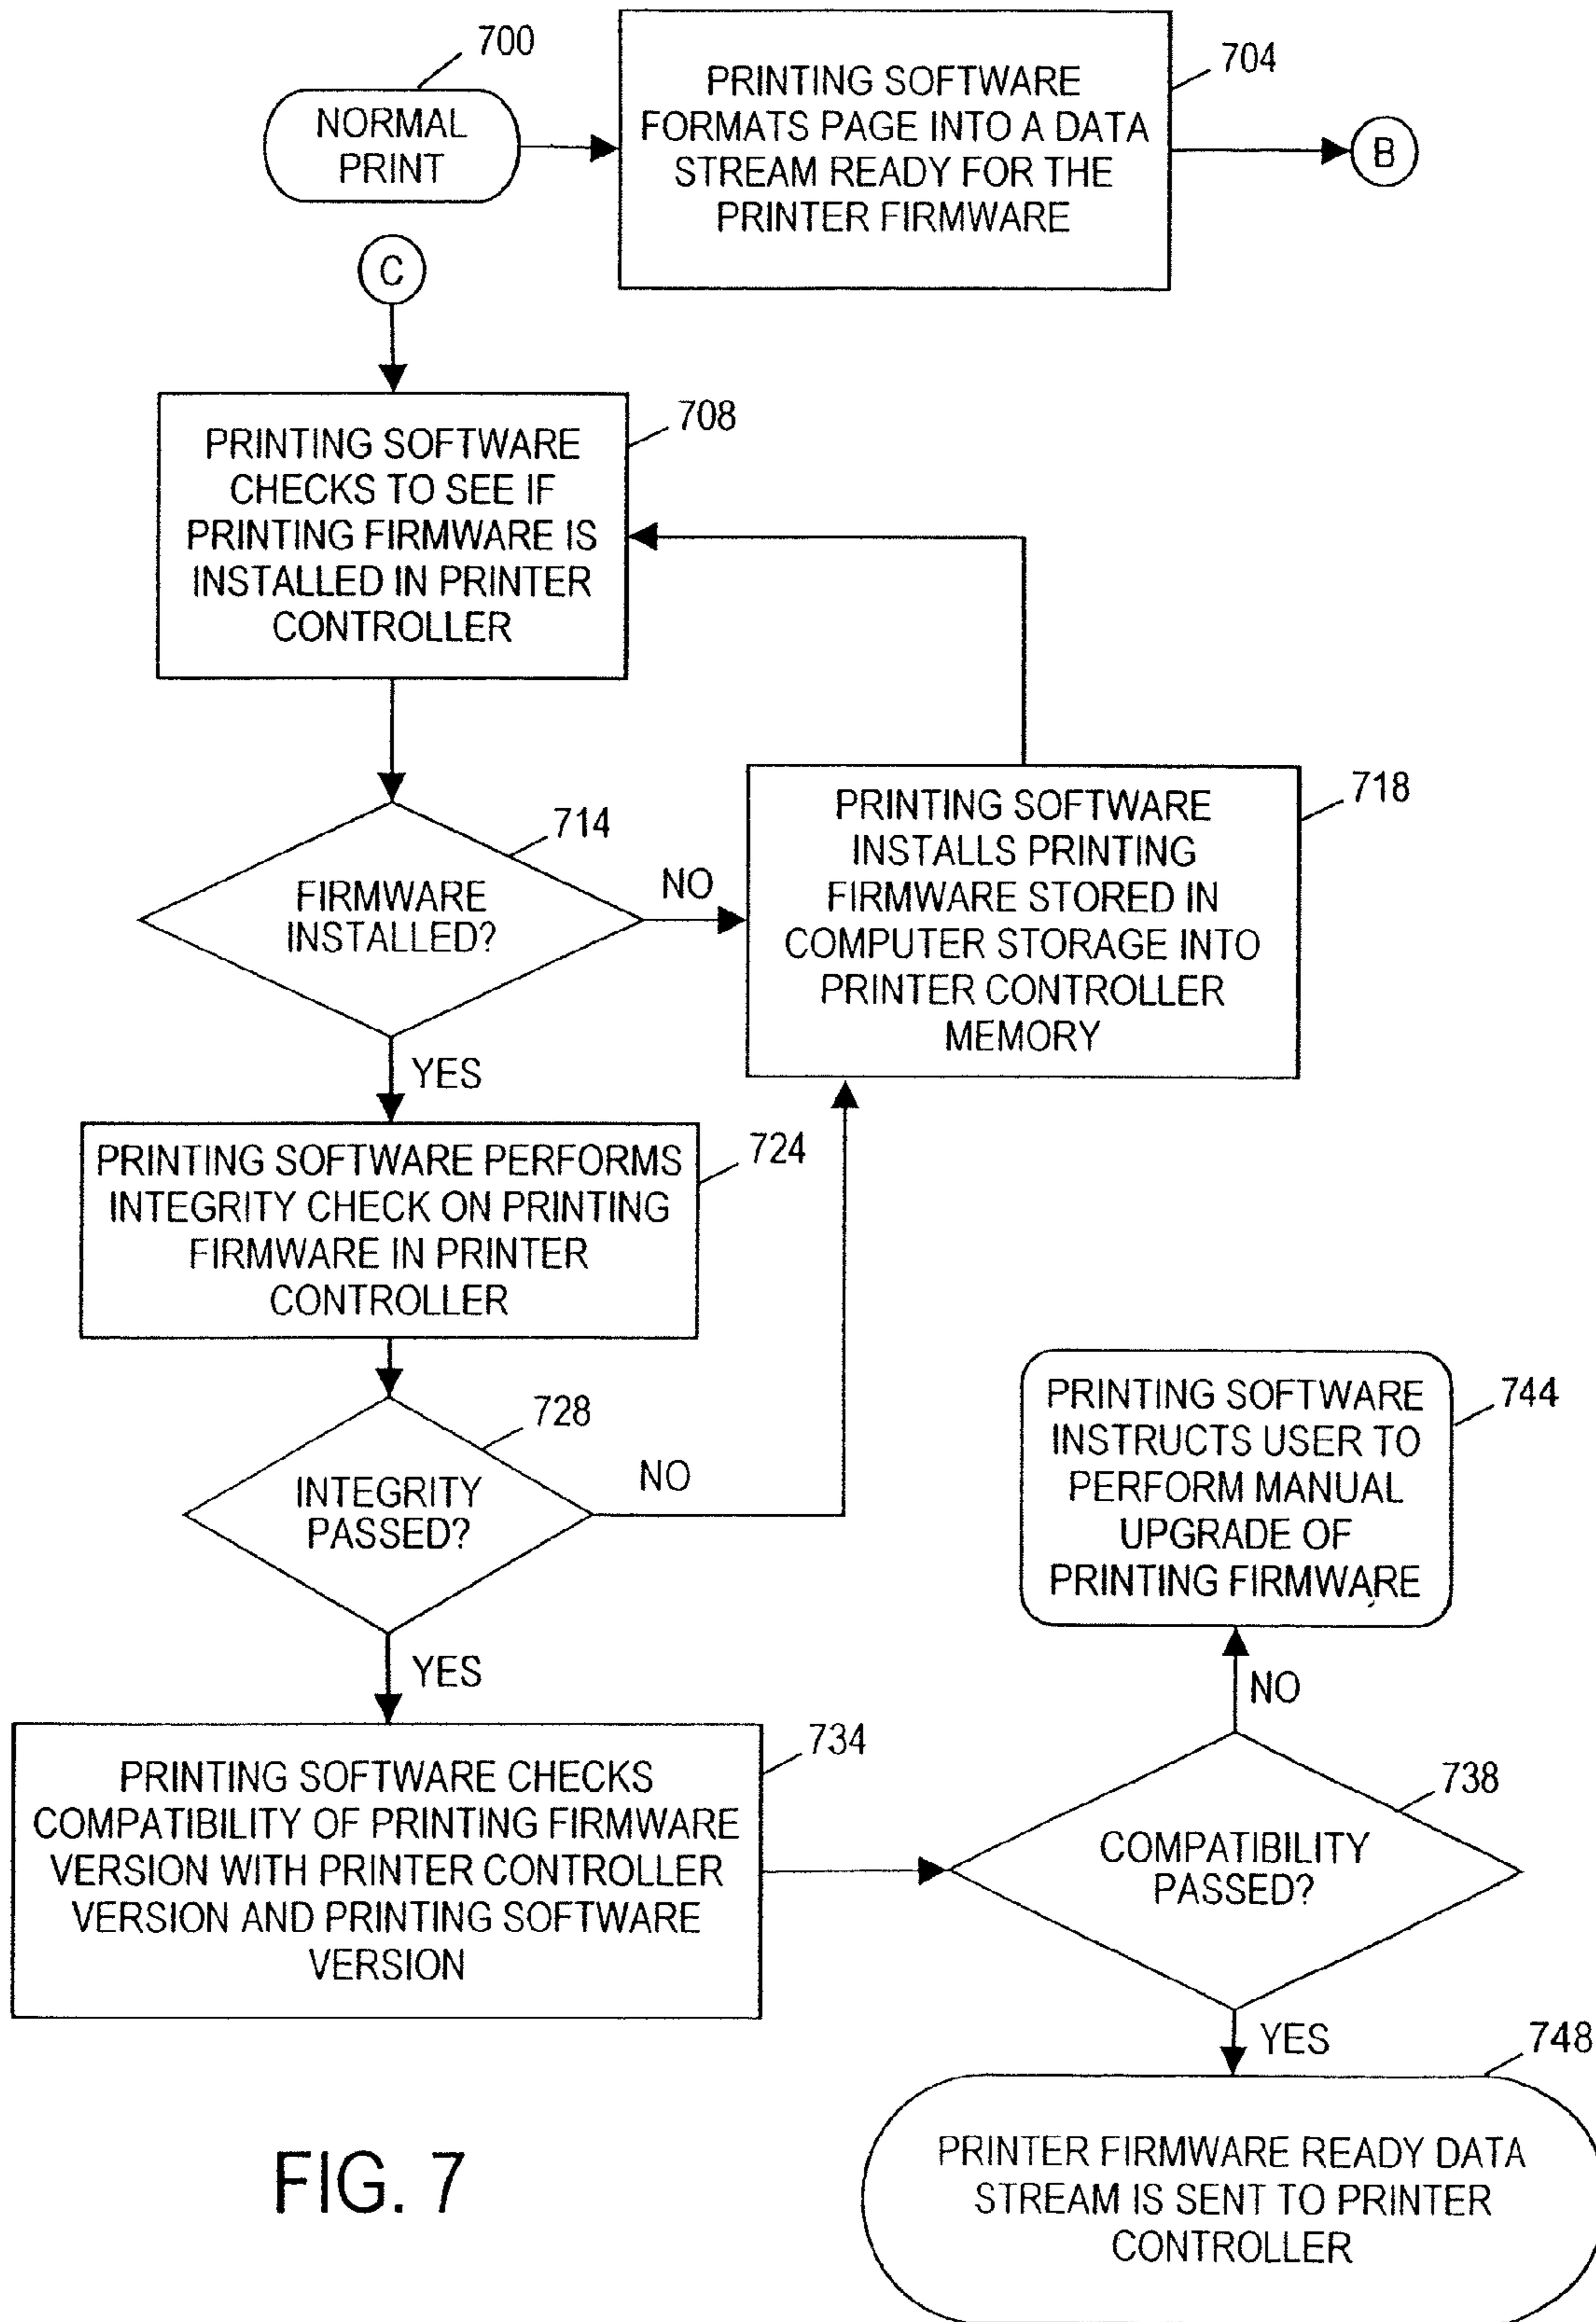 700
NORMAL
PRINT
PRINTING SOFTWARE
FORMATS PAGE INTO A DATA
STREAM READY FOR THE
PRINTER FIRMWARE
704
B
C
PRINTING SOFTWARE
CHECKS TO SEE IF
PRINTING FIRMWARE IS
INSTALLED IN PRINTER
CONTROLLER
708
714
FIRMWARE
INSTALLED?
NO
YES
PRINTING SOFTWARE
INSTALLS PRINTING
FIRMWARE STORED IN
COMPUTER STORAGE INTO
PRINTER CONTROLLER
MEMORY
718
PRINTING SOFTWARE PERFORMS
INTEGRITY CHECK ON PRINTING
FIRMWARE IN PRINTER
CONTROLLER
724
728
INTEGRITY
PASSED?
NO
YES
PRINTING SOFTWARE CHECKS
COMPATIBILITY OF PRINTING FIRMWARE
VERSION WITH PRINTER CONTROLLER
VERSION AND PRINTING SOFTWARE
VERSION
734
738
COMPATIBILITY
PASSED?
NO
PRINTING SOFTWARE
INSTRUCTS USER TO
PERFORM MANUAL
UPGRADE OF
PRINTING FIRMWARE
744
YES
748
PRINTER FIRMWARE READY DATA
STREAM IS SENT TO PRINTER
CONTROLLER
FIG. 7